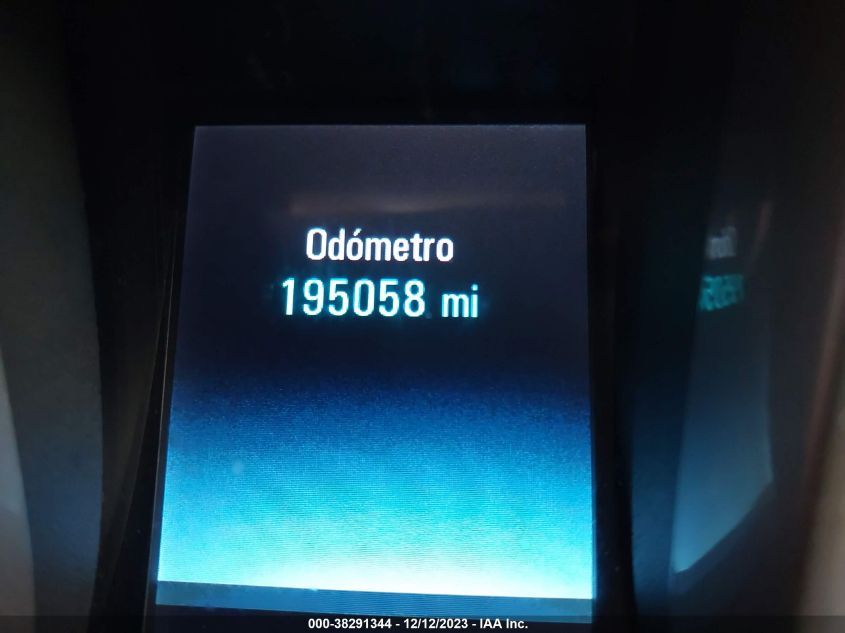 Odómetro
195058 mi
000-38291344 - 12/12/2023 - IAA Inc.